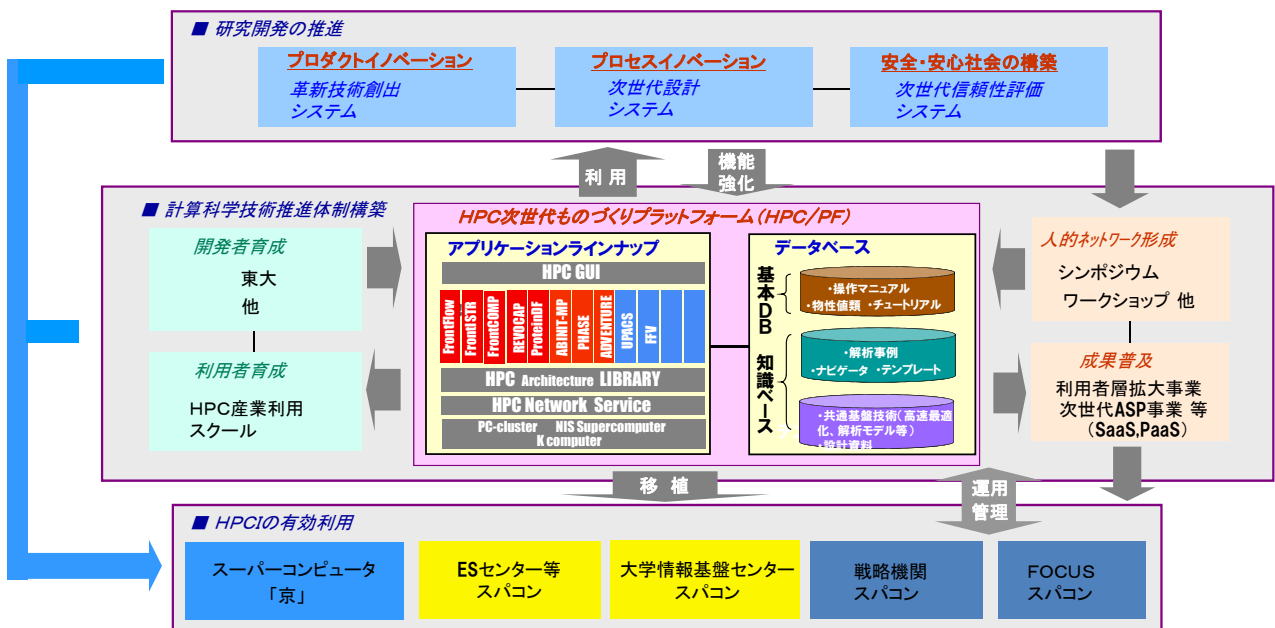 ■ 研究開発の推進
プロダクトイノベーション
革新技術創出
システム
プロセスイノベーション
次世代設計
システム
安全・安心社会の構築
次世代信頼性評価
システム
利 用
機能
強化
■ 計算科学技術推進体制構築
開発者育成
東大
他
利用者育成
HPC産業利用
スクール
HPC次世代ものづくりプラットフォーム(HPC/PF)
アプリケーションラインナップ
HPC GUI
FrontFlow
FrontISTR
FrontCOMP
REVOCAP
ProteinDF
ABINIT-MP
PHASE
ADVENTURE
UPACS
FFV
HPC Architecture LIBRARY
HPC Network Service
PC-cluster NIS Supercomputer
K computer
データベース
基本DB
・操作マニュアル
・物性値類 ・チュートリアル
知識ベース
・解析事例
・ナビゲータ ・テンプレート
・共通基盤技術(高速最適
化、解析モデル等)
・設計資料
人的ネットワーク形成
シンポジウム
ワークショップ 他
成果普及
利用者層拡大事業
次世代ASP事業 等
(SaaS,PaaS)
移 植
運用
管理
■ HPCIの有効利用
スーパーコンピュータ
「京」
ESセンター等
スパコン
大学情報基盤センター
スパコン
戦略機関
スパコン
FOCUS
スパコン